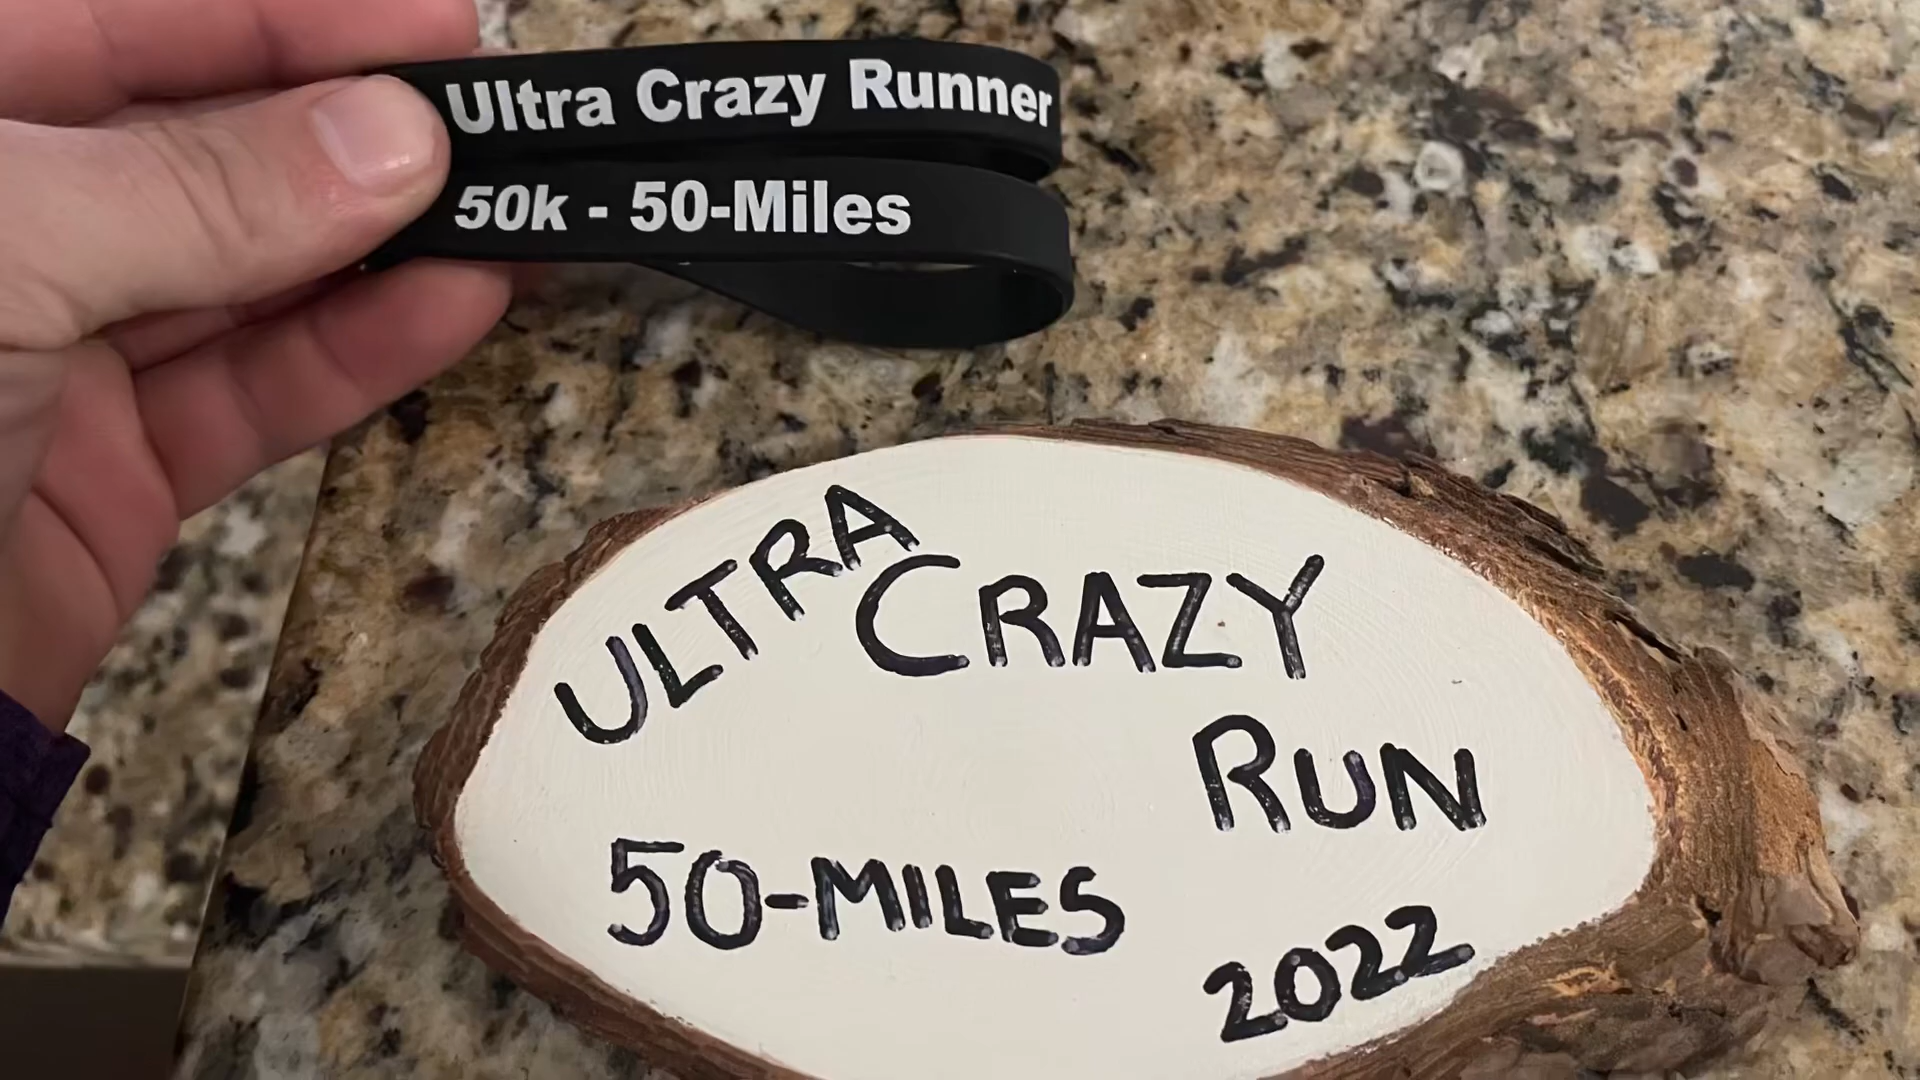 Ultra Crazy Runner
50k - 50-Miles
ULTRA CRAZY
RUN
50-MILES
2022